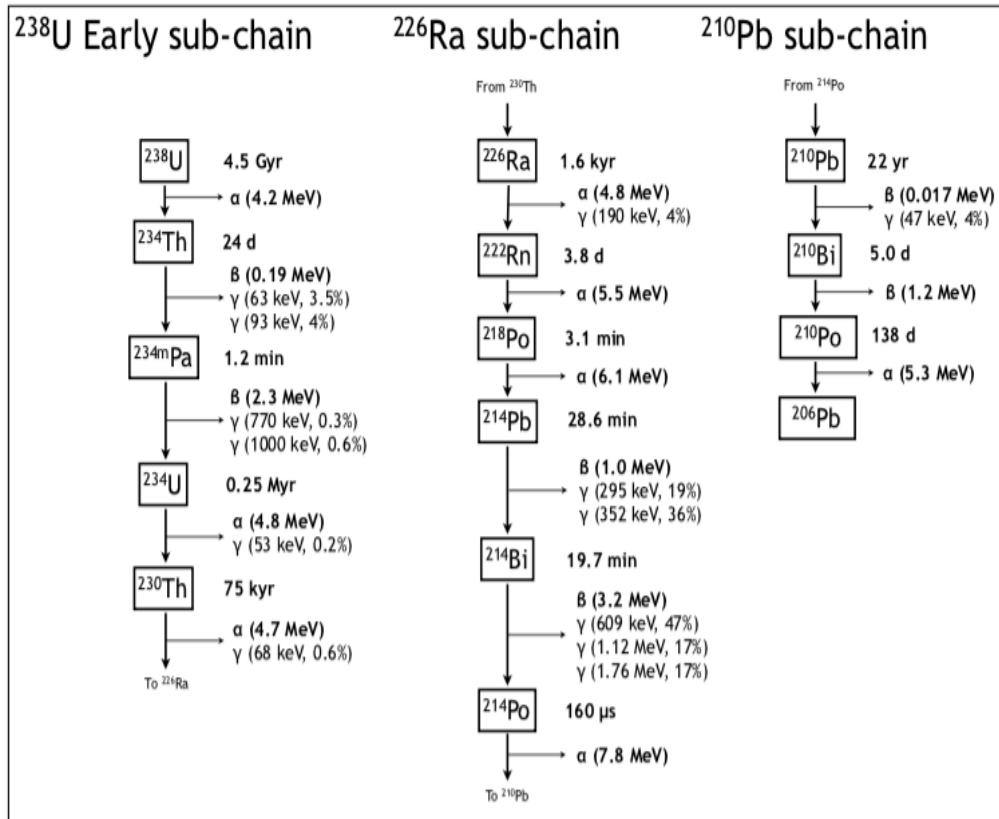 ²³⁸U Early sub-chain
²³⁸U 4.5 Gyr
α (4.2 MeV)
²³⁴Th 24 d
β (0.19 MeV)
γ (63 keV, 3.5%)
γ (93 keV, 4%)
²³⁴ᵐPa 1.2 min
β (2.3 MeV)
γ (770 keV, 0.3%)
γ (1000 keV, 0.6%)
²³⁴U 0.25 Myr
α (4.8 MeV)
γ (53 keV, 0.2%)
²³⁰Th 75 kyr
α (4.7 MeV)
γ (68 keV, 0.6%)
To ²²⁶Ra
²²⁶Ra sub-chain
From ²³⁰Th
²²⁶Ra 1.6 kyr
α (4.8 MeV)
γ (190 keV, 4%)
²²²Rn 3.8 d
α (5.5 MeV)
²¹⁸Po 3.1 min
α (6.1 MeV)
²¹⁴Pb 28.6 min
β (1.0 MeV)
γ (295 keV, 19%)
γ (352 keV, 36%)
²¹⁴Bi 19.7 min
β (3.2 MeV)
γ (609 keV, 47%)
γ (1.12 MeV, 17%)
γ (1.76 MeV, 17%)
²¹⁴Po 160 μs
α (7.8 MeV)
To ²¹⁰Pb
²¹⁰Pb sub-chain
From ²¹⁴Po
²¹⁰Pb 22 yr
β (0.017 MeV)
γ (47 keV, 4%)
²¹⁰Bi 5.0 d
β (1.2 MeV)
²¹⁰Po 138 d
α (5.3 MeV)
²⁰⁶Pb